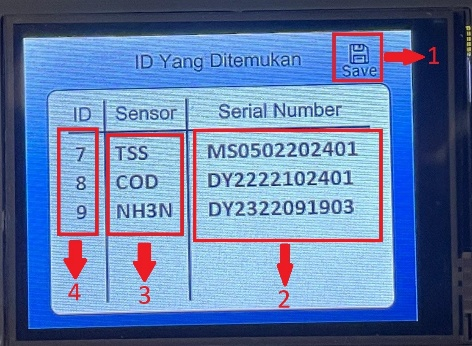 ID Yang Ditemukan
Save
1
ID Sensor Serial Number
7 TSS MS0502202401
8 COD DY2222102401
9 NH3N DY2322091903
4 3 2